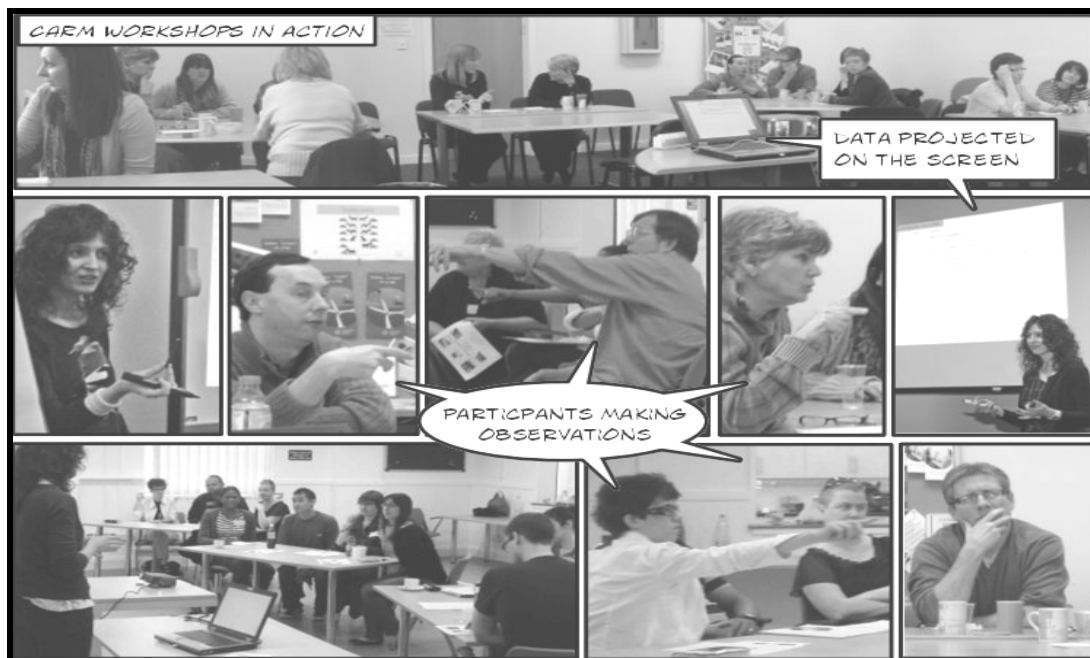 CARM WORKSHOPS IN ACTION
DATA PROJECTED
ON THE SCREEN
PARTICPANTS MAKING
OBSERVATIONS